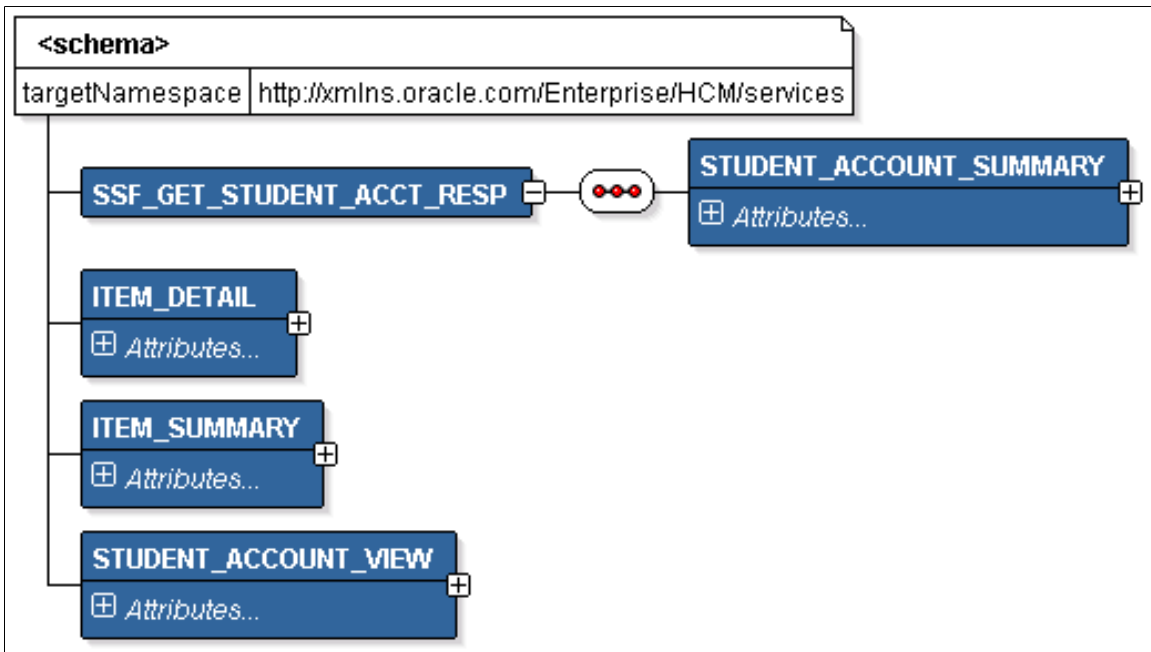 <schema>
targetNamespace http://xmlns.oracle.com/Enterprise/HCM/services
SSF_GET_STUDENT_ACCT_RESP
STUDENT_ACCOUNT_SUMMARY
Attributes...
ITEM_DETAIL
Attributes...
ITEM_SUMMARY
Attributes...
STUDENT_ACCOUNT_VIEW
Attributes...